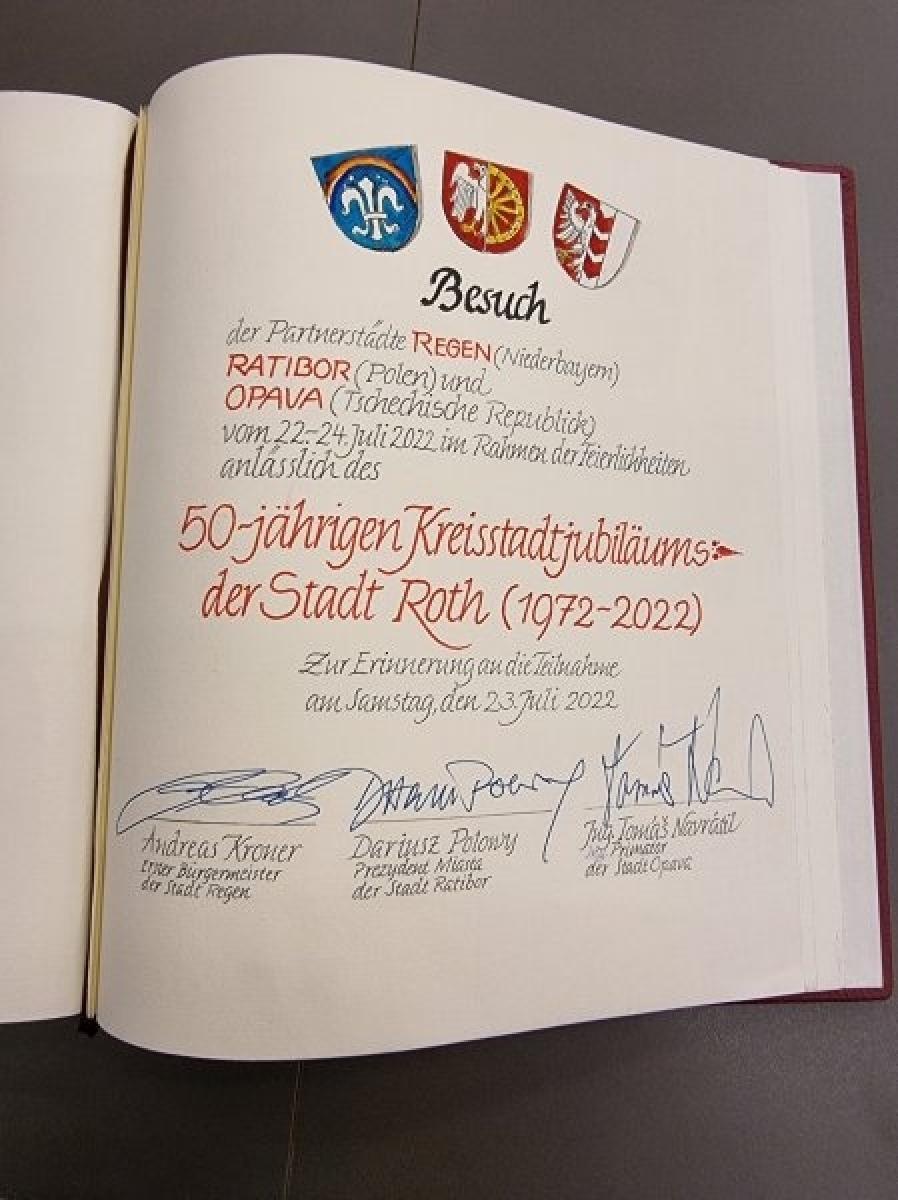 Besuch
der Partnerstädte REGEN (Niederbayern)
RATIBOR (Polen) und
OPAVA (Tschechische Republick)
vom 22.-24. Juli 2022 im Rahmen der Feierlichkeiten
anlässlich des
50-jährigen Kreisstadtjubiläums
der Stadt Roth (1972-2022)
Zur Erinnerung an die Teilnahme
am Samstag, den 23. Juli 2022
Andreas Kroner
Erster Bürgermeister
der Stadt Regen
Dariusz Polowy
Prezydent Miasta
der Stadt Ratibor
Ing. Tomáš Navrátil
Primator
der Stadt Opava